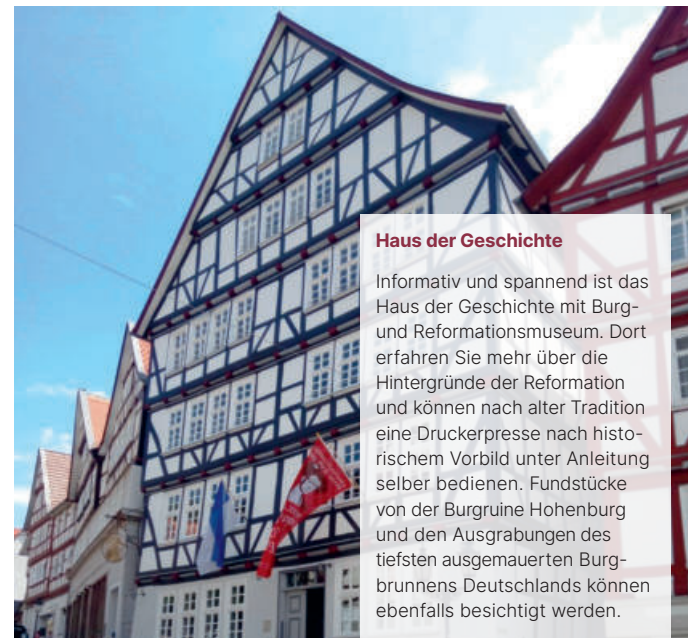 Haus der Geschichte
Informativ und spannend ist das
Haus der Geschichte mit Burg-
und Reformationsmuseum. Dort
erfahren Sie mehr über die
Hintergründe der Reformation
und können nach alter Tradition
eine Druckerpresse nach histo-
rischem Vorbild unter Anleitung
selber bedienen. Fundstücke
von der Burgruine Hohenburg
und den Ausgrabungen des
tiefsten ausgemauerten Burg-
brunnens Deutschlands können
ebenfalls besichtigt werden.